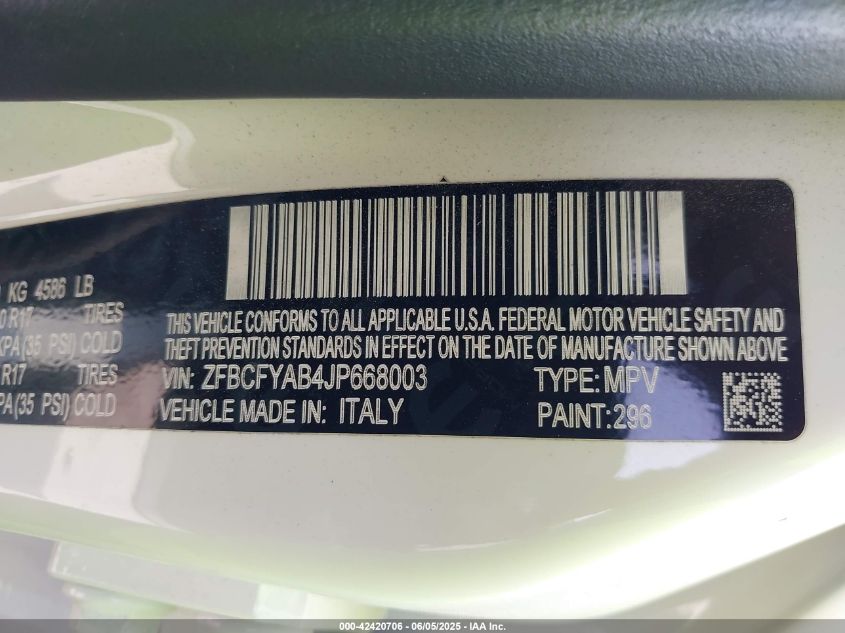 KG 4586 LB
R17 TIRES
(35 PSI) COLD
R17 TIRES
(35 PSI) COLD
THIS VEHICLE CONFORMS TO ALL APPLICABLE U.S.A. FEDERAL MOTOR VEHICLE SAFETY AND
THEFT PREVENTION STANDARDS IN EFFECT ON THE DATE OF MANUFACTURE SHOWN ABOVE
VIN: ZFBCFYAB4JP668003 TYPE: MPV
VEHICLE MADE IN: ITALY PAINT: 296
000-42420706 - 06/05/2025 - IAA Inc.